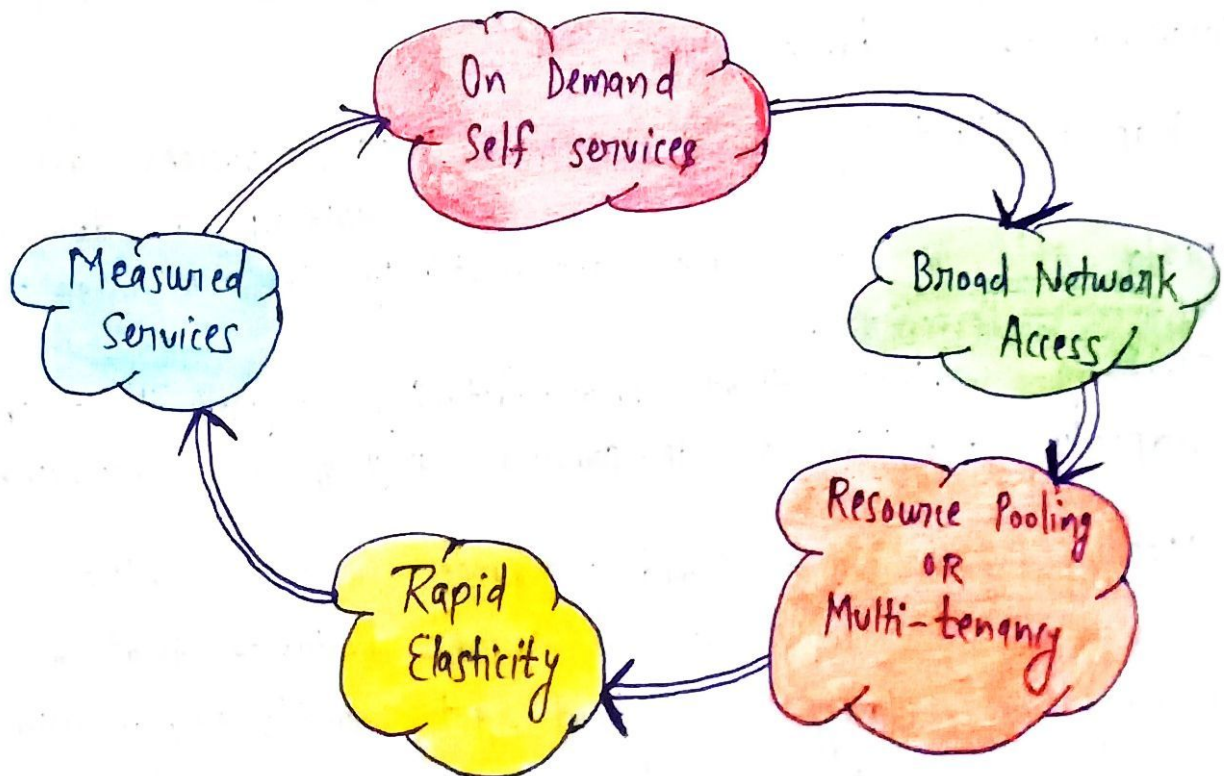 On Demand
Self services
Broad Network
Access
Resource Pooling
OR
Multi-tenancy
Rapid
Elasticity
Measured
Services